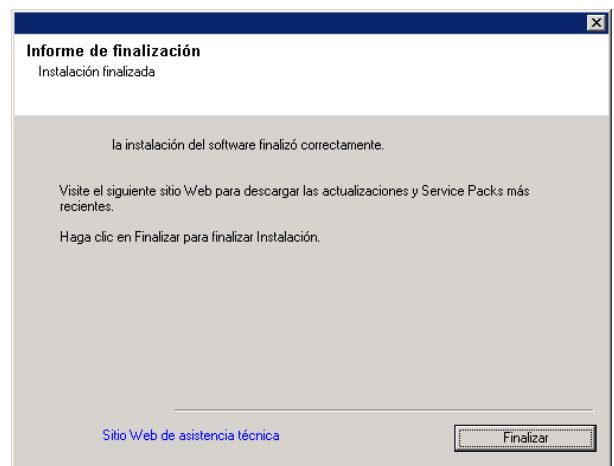 Informe de finalización
Instalación finalizada
la instalación del software finalizó correctamente.
Visite el siguiente sitio Web para descargar las actualizaciones y Service Packs más
recientes.
Haga clic en Finalizar para finalizar Instalación.
Sitio Web de asistencia técnica
Finalizar